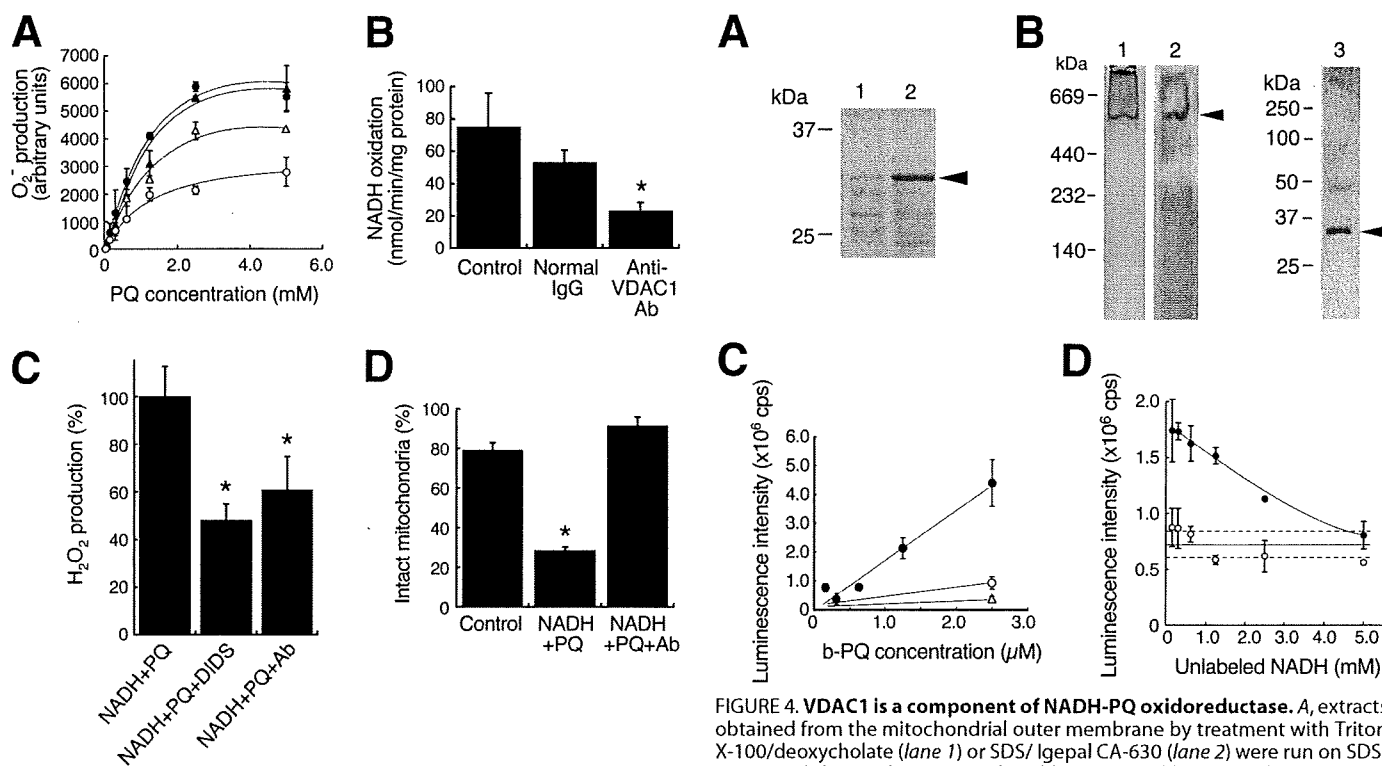 A
O₂⁻ production
(arbitrary units)
7000
6000
5000
4000
3000
2000
1000
0
0 2.0 4.0 6.0
PQ concentration (mM)
B
NADH oxidation
(nmol/min/mg protein)
100
80
60
40
20
0
*
Control Normal IgG Anti-VDAC1 Ab
C
H₂O₂ production (%)
100
80
60
40
20
0
* *
NADH+PQ
NADH+PQ+DIDS
NADH+PQ+Ab
D
Intact mitochondria (%)
100
80
60
40
20
0
*
Control NADH +PQ NADH +PQ+Ab
A
kDa 1 2
37
25
B
kDa 1 2
669
440
232
140
kDa 3
250
100
50
37
25
C
Luminescence intensity (x10⁶ cps)
6.0
5.0
4.0
3.0
2.0
1.0
0
0 1.0 2.0 3.0
b-PQ concentration (µM)
D
Luminescence intensity (x10⁶ cps)
2.0
1.5
1.0
0.5
0
0 1.0 2.0 3.0 4.0 5.0
Unlabeled NADH (mM)
FIGURE 4. VDAC1 is a component of NADH-PQ oxidoreductase. A, extracts
obtained from the mitochondrial outer membrane by treatment with Triton
X-100/deoxycholate (lane 1) or SDS/ Igepal CA-630 (lane 2) were run on SDS-